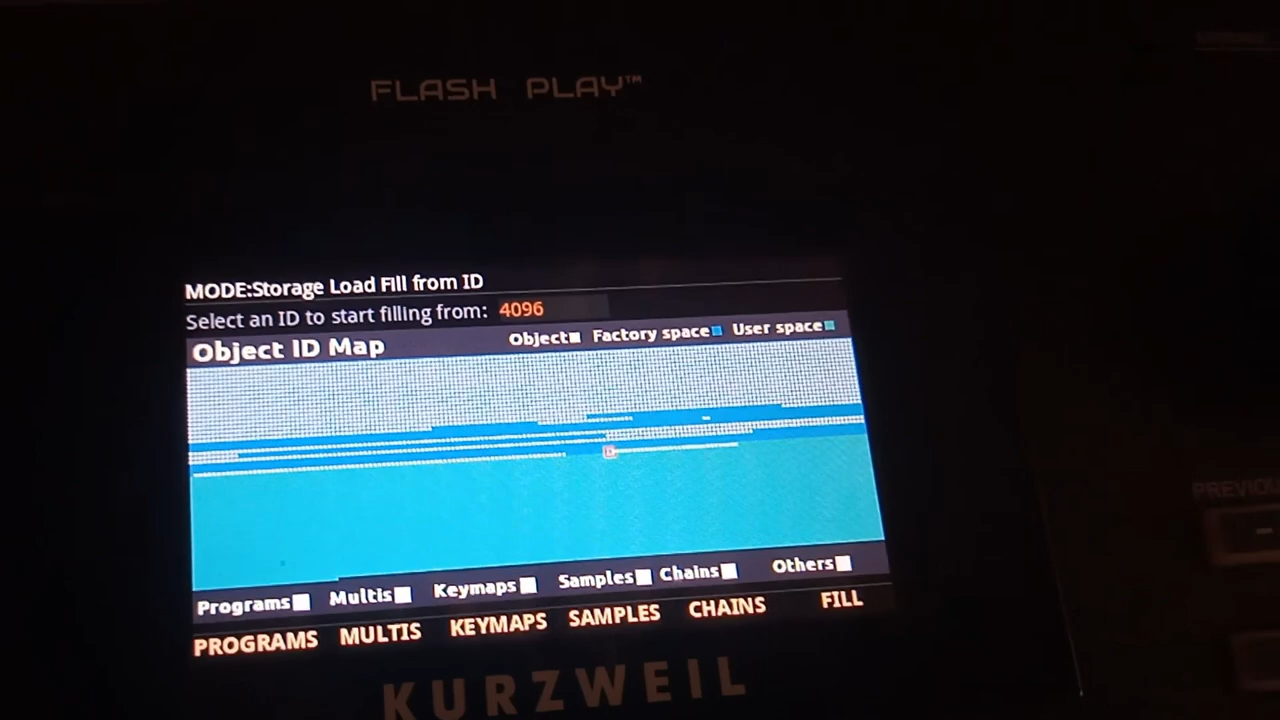 FLASH PLAY™
MODE:Storage Load Fill from ID
Select an ID to start filling from: 4096
Object ID Map Object Factory space User space
Programs Multis Keymaps Samples Chains Others
PROGRAMS MULTIS KEYMAPS SAMPLES CHAINS FILL
KURZWEIL